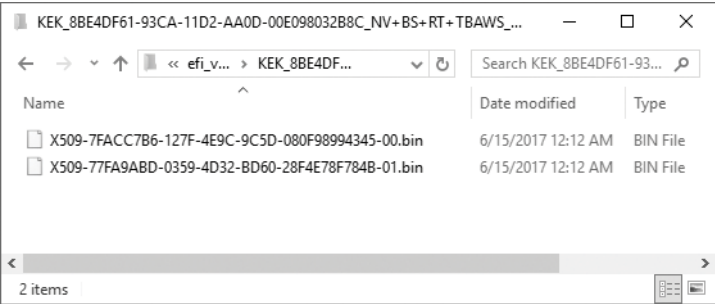 KEK_8BE4DF61-93CA-11D2-AA0D-00E098032B8C_NV+BS+RT+TBAWS_...
« efi_v... > KEK_8BE4DF... Search KEK_8BE4DF61-93...
Name Date modified Type
X509-7FACC7B6-127F-4E9C-9C5D-080F98994345-00.bin 6/15/2017 12:12 AM BIN File
X509-77FA9ABD-0359-4D32-BD60-28F4E78F784B-01.bin 6/15/2017 12:12 AM BIN File
2 items